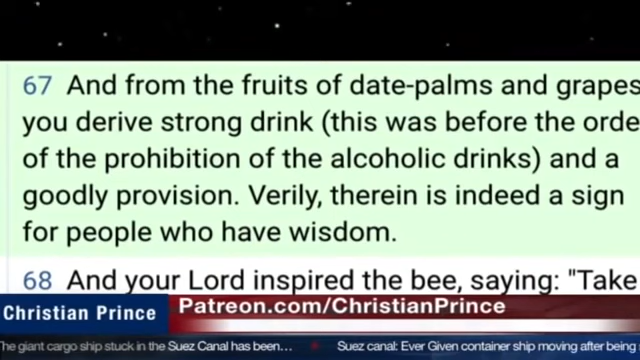 67 And from the fruits of date-palms and grapes
you derive strong drink (this was before the orde
of the prohibition of the alcoholic drinks) and a
goodly provision. Verily, therein is indeed a sign
for people who have wisdom.
68 And your Lord inspired the bee, saying: "Take
Christian Prince
Patreon.com/ChristianPrince
The giant cargo ship stuck in the Suez Canal has been...
Suez canal: Ever Given container ship moving after being